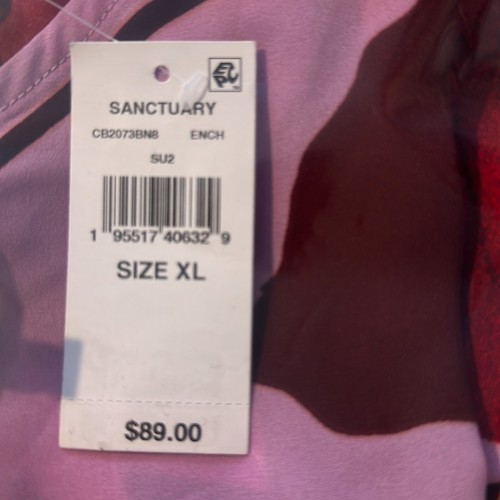 SANCTUARY
CB2073BN8 ENCH
SU2
1 95517 40632 9
SIZE XL
$89.00